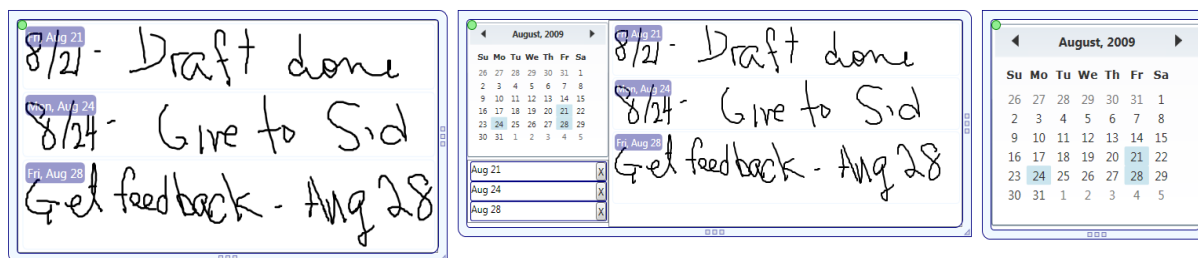 Fri, Aug 21
8/21 - Draft done
Mon, Aug 24
8/24 - Give to Sid
Fri, Aug 28
Get feedback - Aug 28
August, 2009
Su Mo Tu We Th Fr Sa
26 27 28 29 30 31 1
2 3 4 5 6 7 8
9 10 11 12 13 14 15
16 17 18 19 20 21 22
23 24 25 26 27 28 29
30 31 1 2 3 4 5
Aug 21 X
Aug 24 X
Aug 28 X
Fri, Aug 21
8/21 - Draft done
Mon, Aug 24
8/24 - Give to Sid
Fri, Aug 28
Get feedback - Aug 28
August, 2009
Su Mo Tu We Th Fr Sa
26 27 28 29 30 31 1
2 3 4 5 6 7 8
9 10 11 12 13 14 15
16 17 18 19 20 21 22
23 24 25 26 27 28 29
30 31 1 2 3 4 5